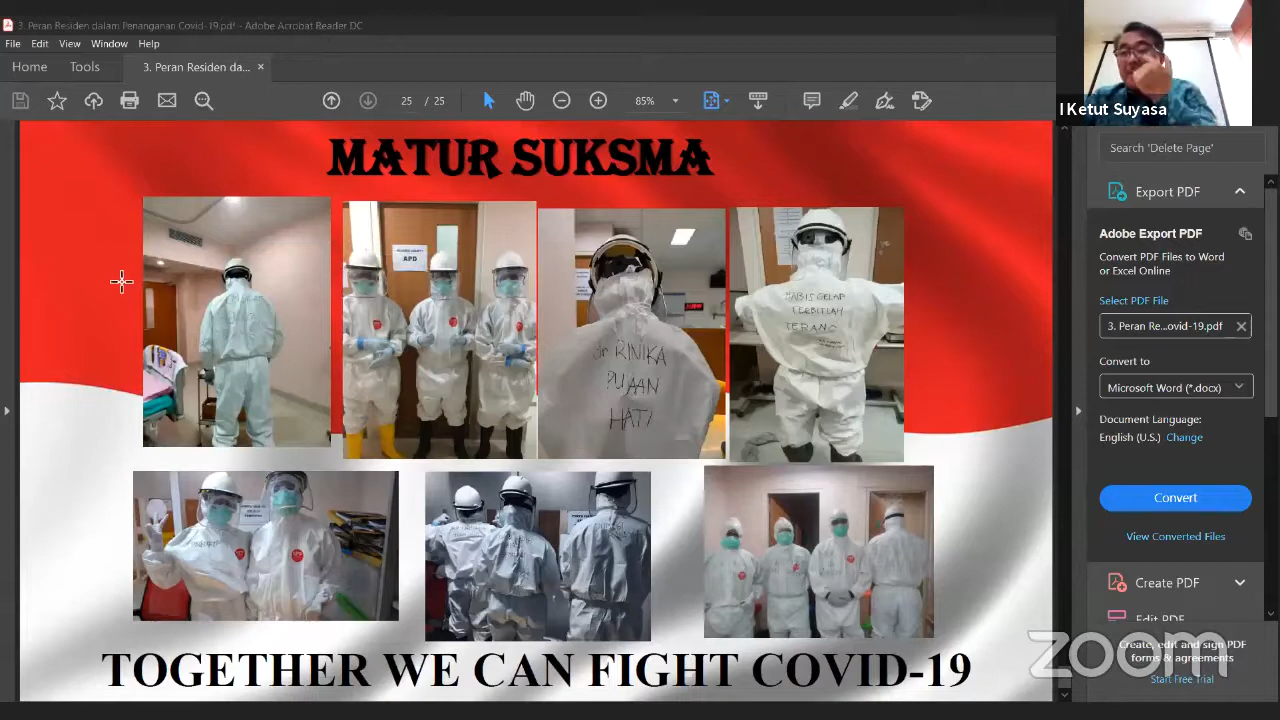 3. Peran Residen dalam Penanganan Covid-19.pdf - Adobe Acrobat Reader DC
File Edit View Window Help
Home Tools 3. Peran Residen da... ×
25 / 25 85%
I Ketut Suyasa
MATUR SUKSMA
APD
dr RINIKA
PUJAAN
HATI
HABIS GELAP
TERBITLAH
TERANG
TOGETHER WE CAN FIGHT COVID-19
Search 'Delete Page'
Export PDF
Adobe Export PDF
Convert PDF Files to Word
or Excel Online
Select PDF File
3. Peran Re...ovid-19.pdf
Convert to
Microsoft Word (*.docx)
Document Language:
English (U.S.) Change
Convert
View Converted Files
Create PDF
Edit PDF
Create, edit and sign PDF
forms & agreements
Start Free Trial
zoom